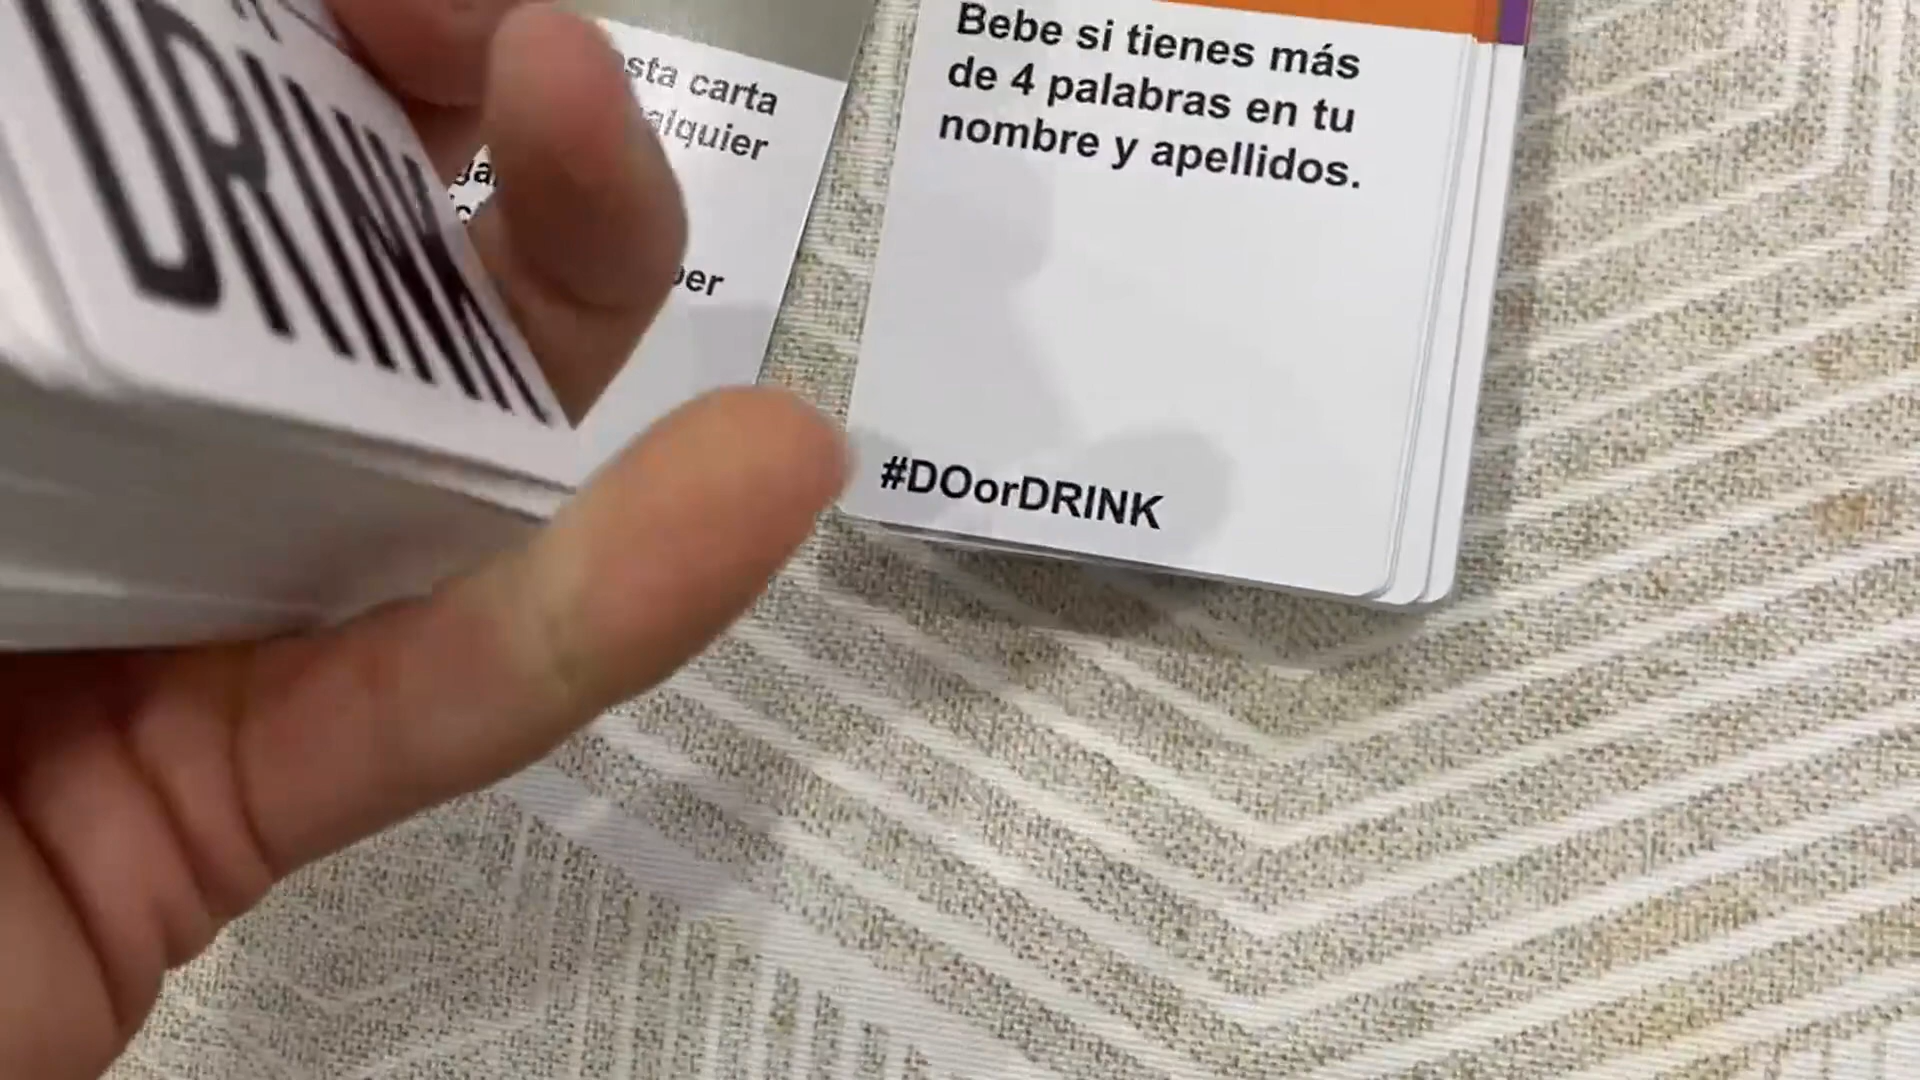 DRINK
carta
Bebe si tienes más
de 4 palabras en tu
nombre y apellidos.
#DOorDRINK